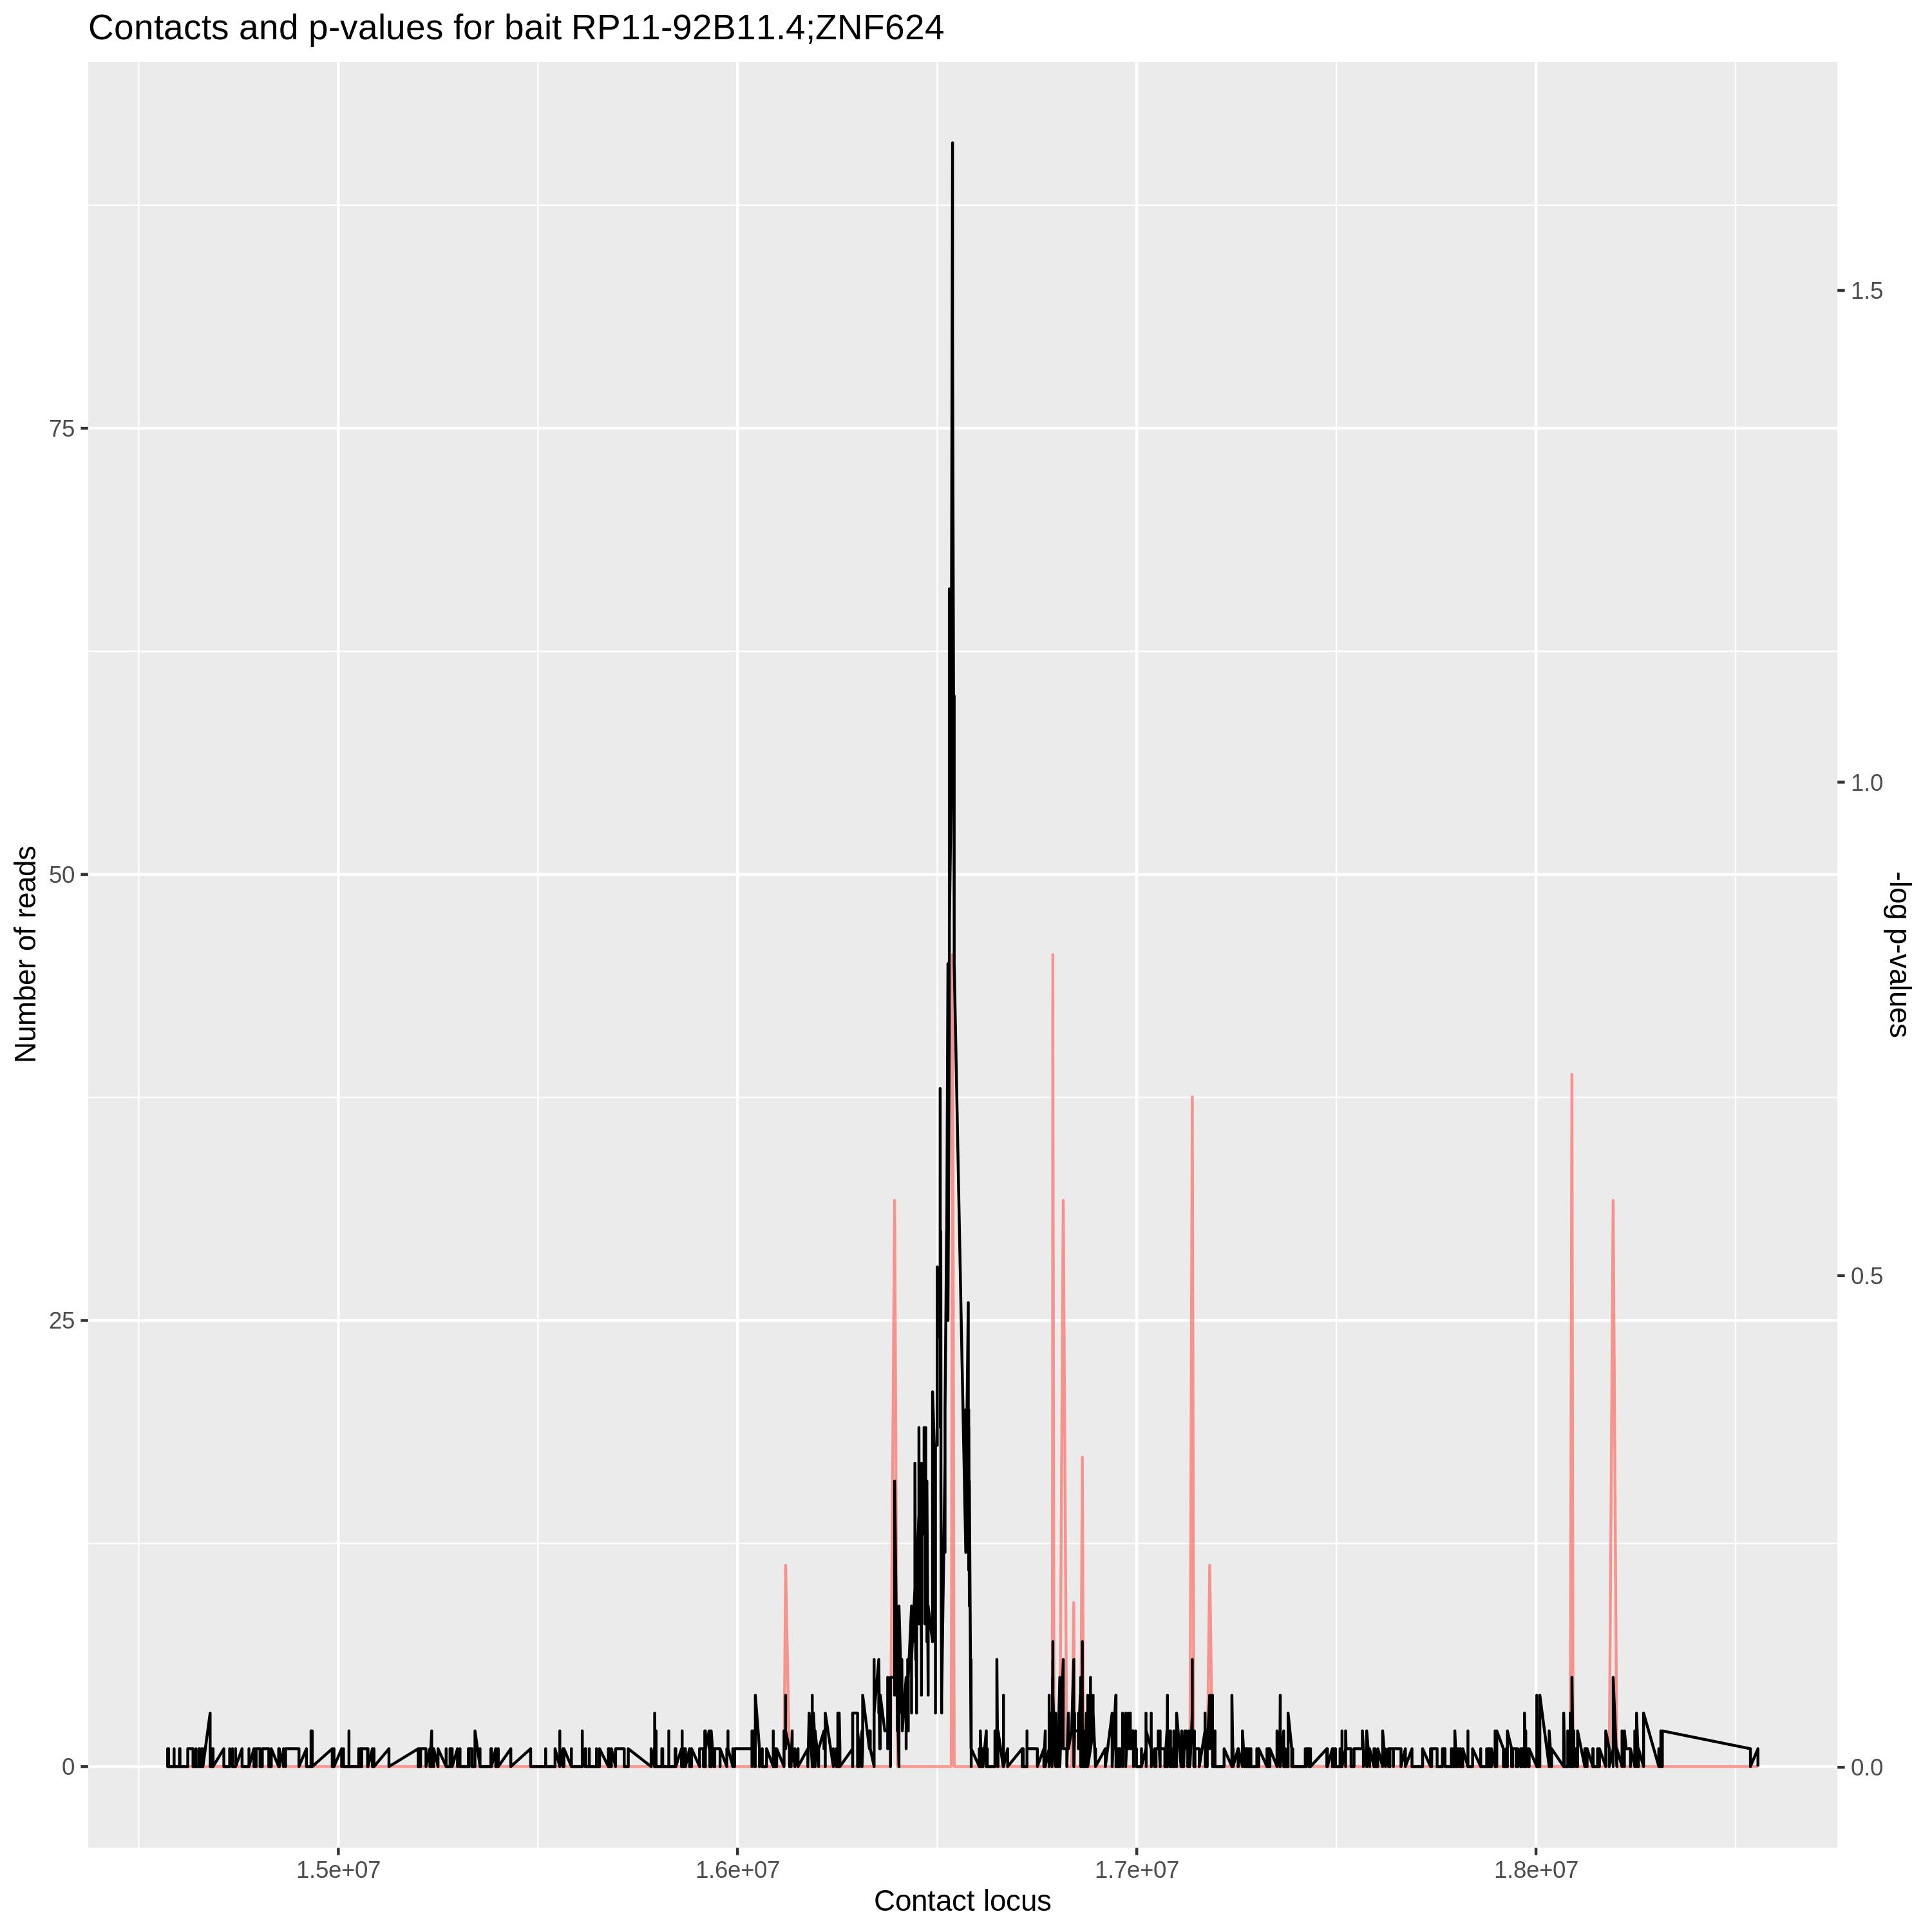 Contacts and p-values for bait RP11-92B11.4;ZNF624
75
50
25
0
Number of reads
1.5
1.0
0.5
0.0
-log p-values
1.5e+07
1.6e+07
1.7e+07
1.8e+07
Contact locus